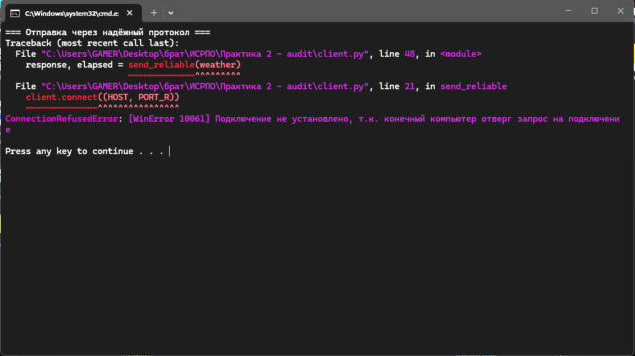 C:\Windows\system32\cmd.e
=== Отправка через надёжный протокол ===
Traceback (most recent call last):
  File "C:\Users\GAMER\Desktop\брат\ИСРПО\Практика 2 - audit\client.py", line 48, in <module>
    response, elapsed = send_reliable(weather)
                        ~~~~~~~~~~~~~^^^^^^^^^
  File "C:\Users\GAMER\Desktop\брат\ИСРПО\Практика 2 - audit\client.py", line 21, in send_reliable
    client.connect((HOST, PORT_R))
    ~~~~~~~~~~~~~~^^^^^^^^^^^^^^^^
ConnectionRefusedError: [WinError 10061] Подключение не установлено, т.к. конечный компьютер отверг запрос на подключени
е
Press any key to continue . . .